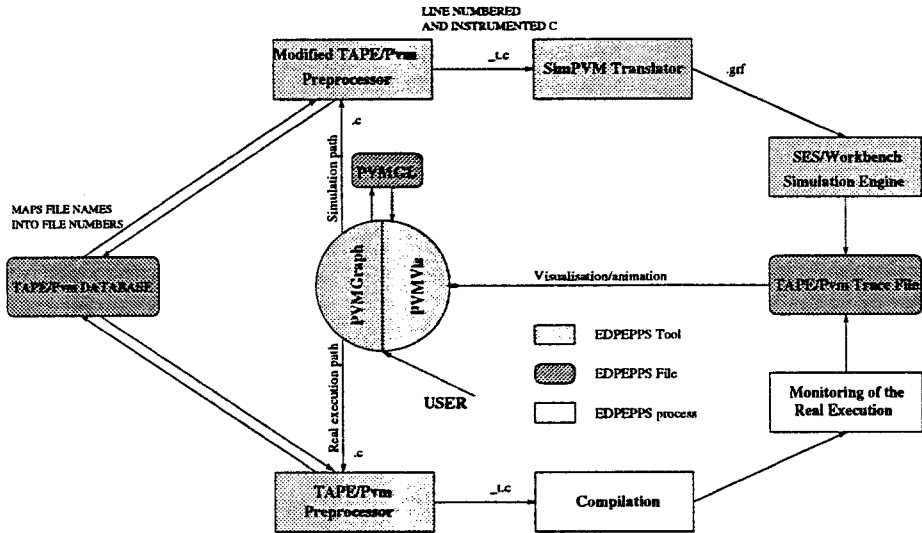 LINE NUMBERED
AND INSTRUMENTED C
Modified TAPE/Pvm
Preprocessor
_t.c
SimPVM Translator
.grf
.c
Simulation path
PVMGL
SES/Workbench
Simulation Engine
MAPS FILE NAMES
INTO FILE NUMBERS
TAPE/Pvm DATABASE
PVMGraph
PVMVis
Visualisation/animation
TAPE/Pvm Trace File
EDPEPPS Tool
EDPEPPS File
EDPEPPS process
USER
Real execution path
.c
Monitoring of the
Real Execution
TAPE/Pvm
Preprocessor
_t.c
Compilation